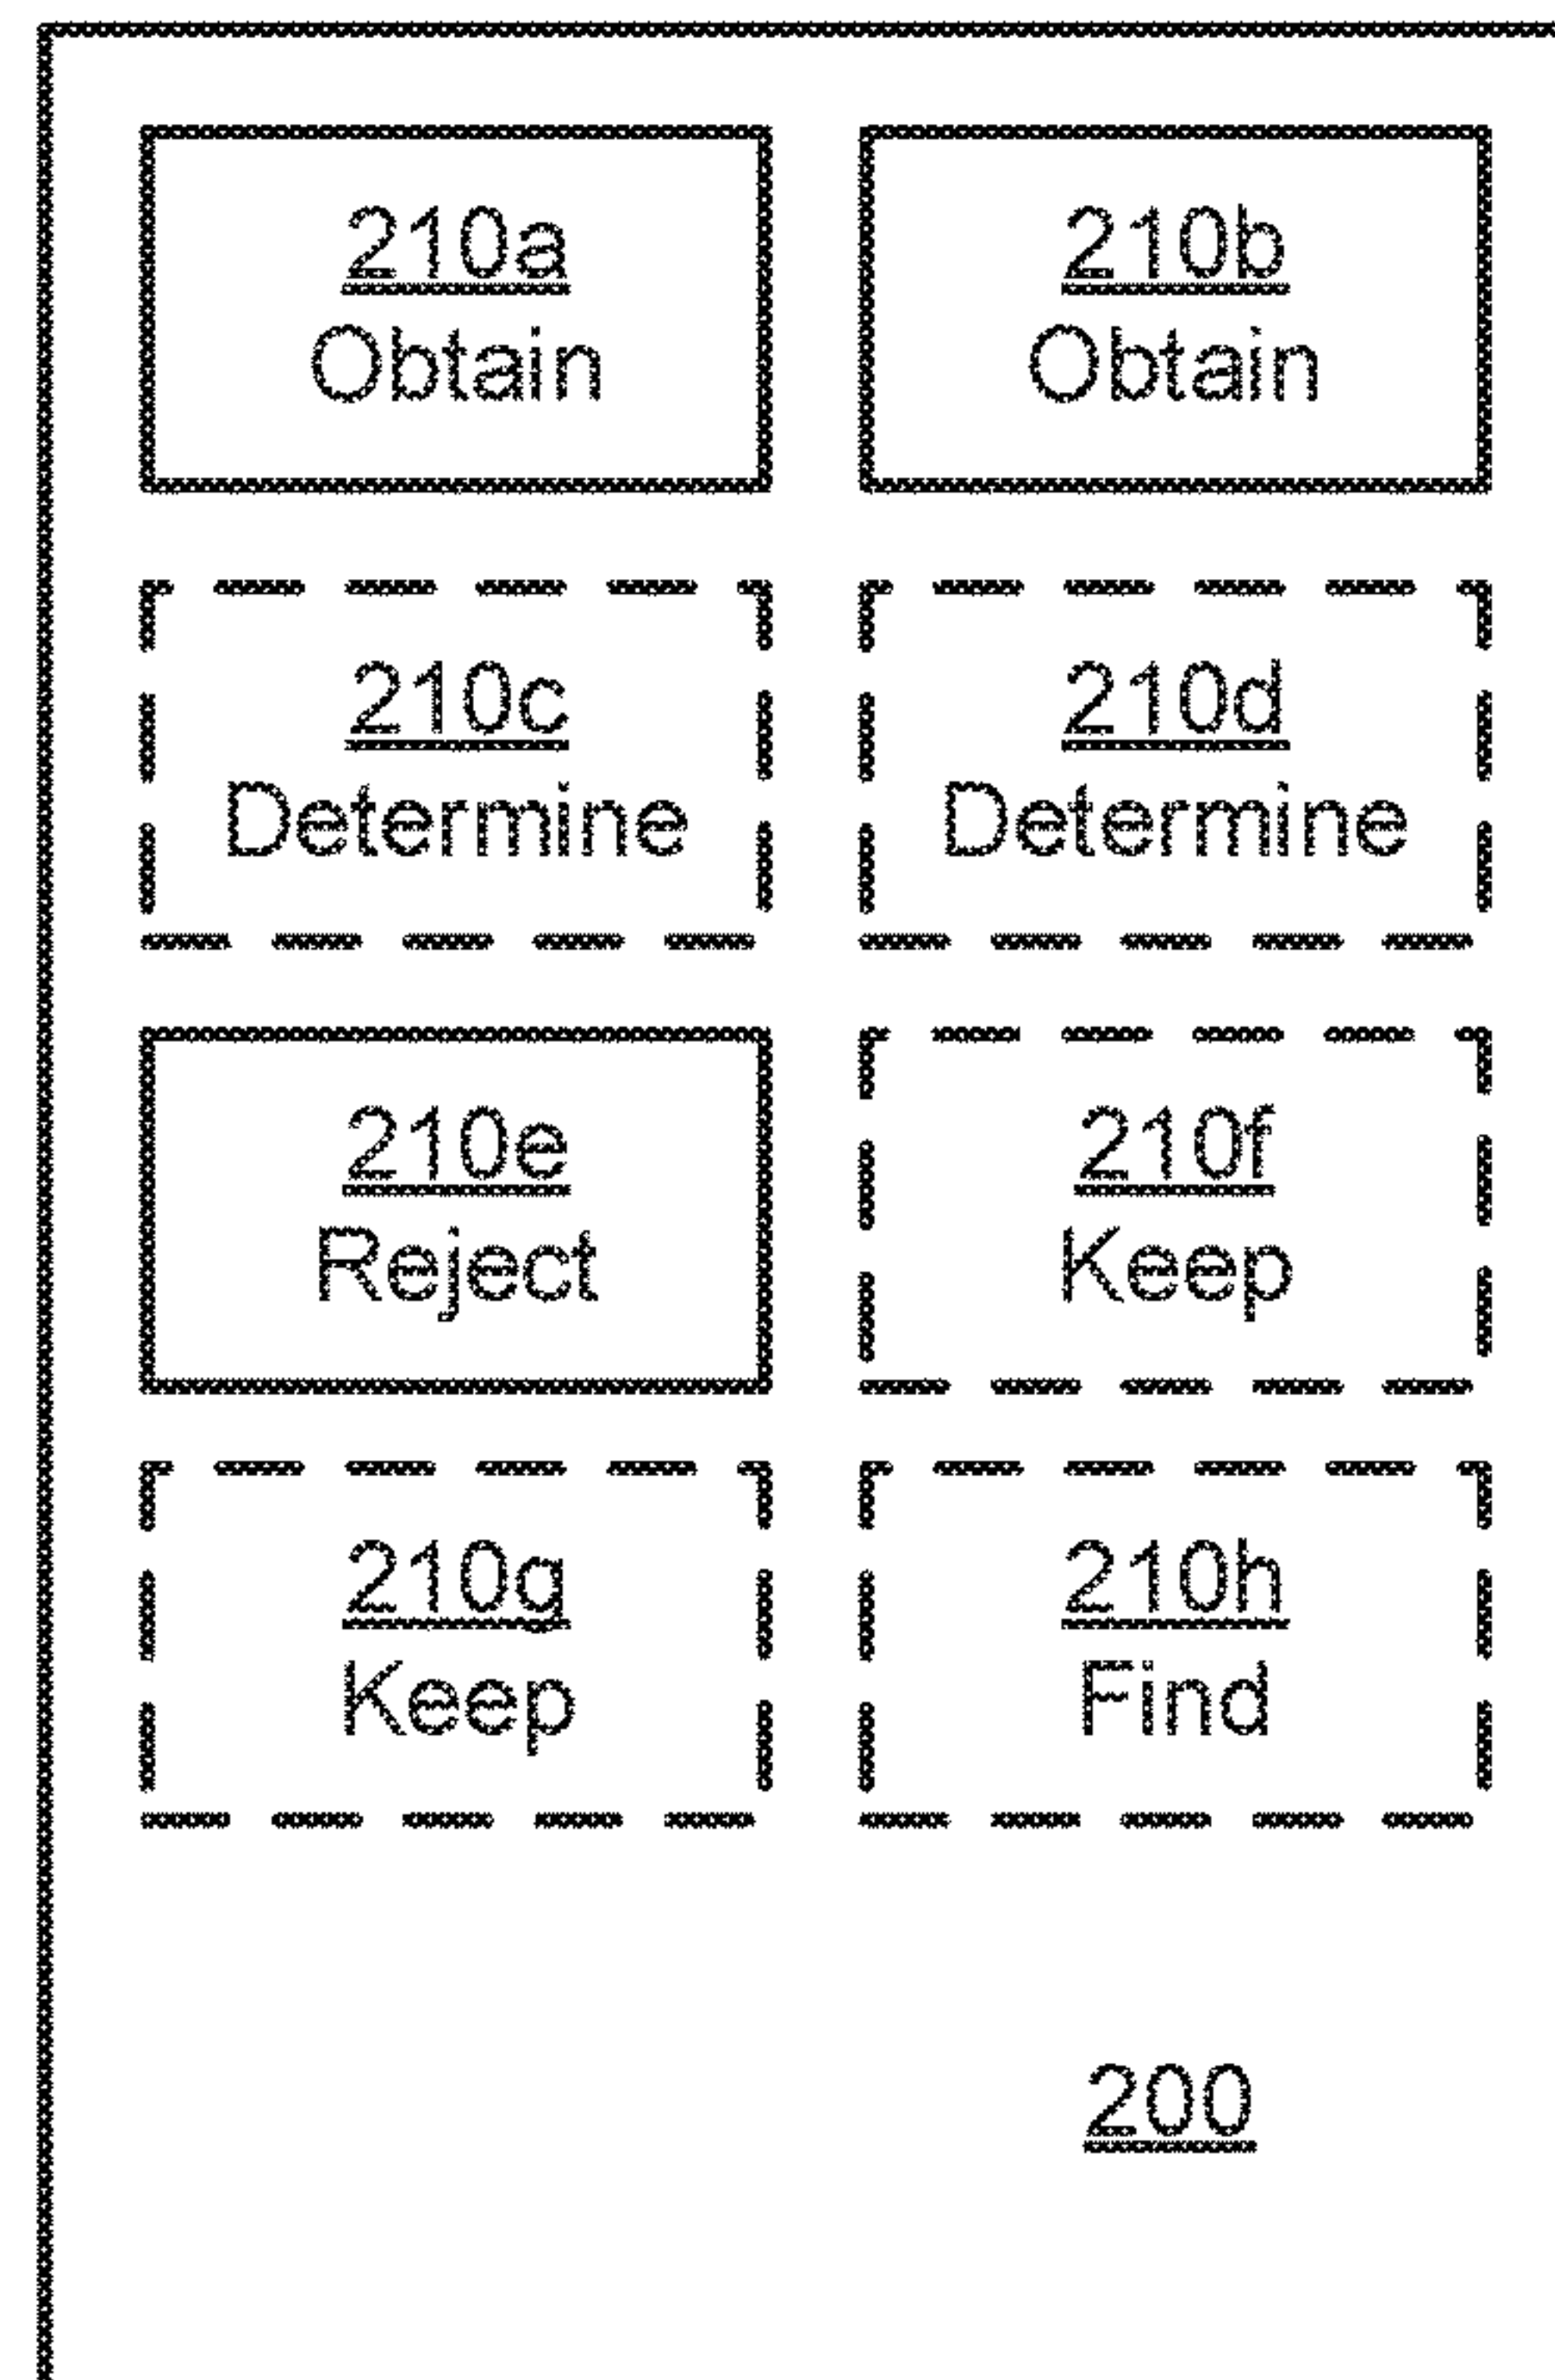 210a
Obtain
210b
Obtain
210c
Determine
210d
Determine
210e
Reject
210f
Keep
210g
Keep
210h
Find
200